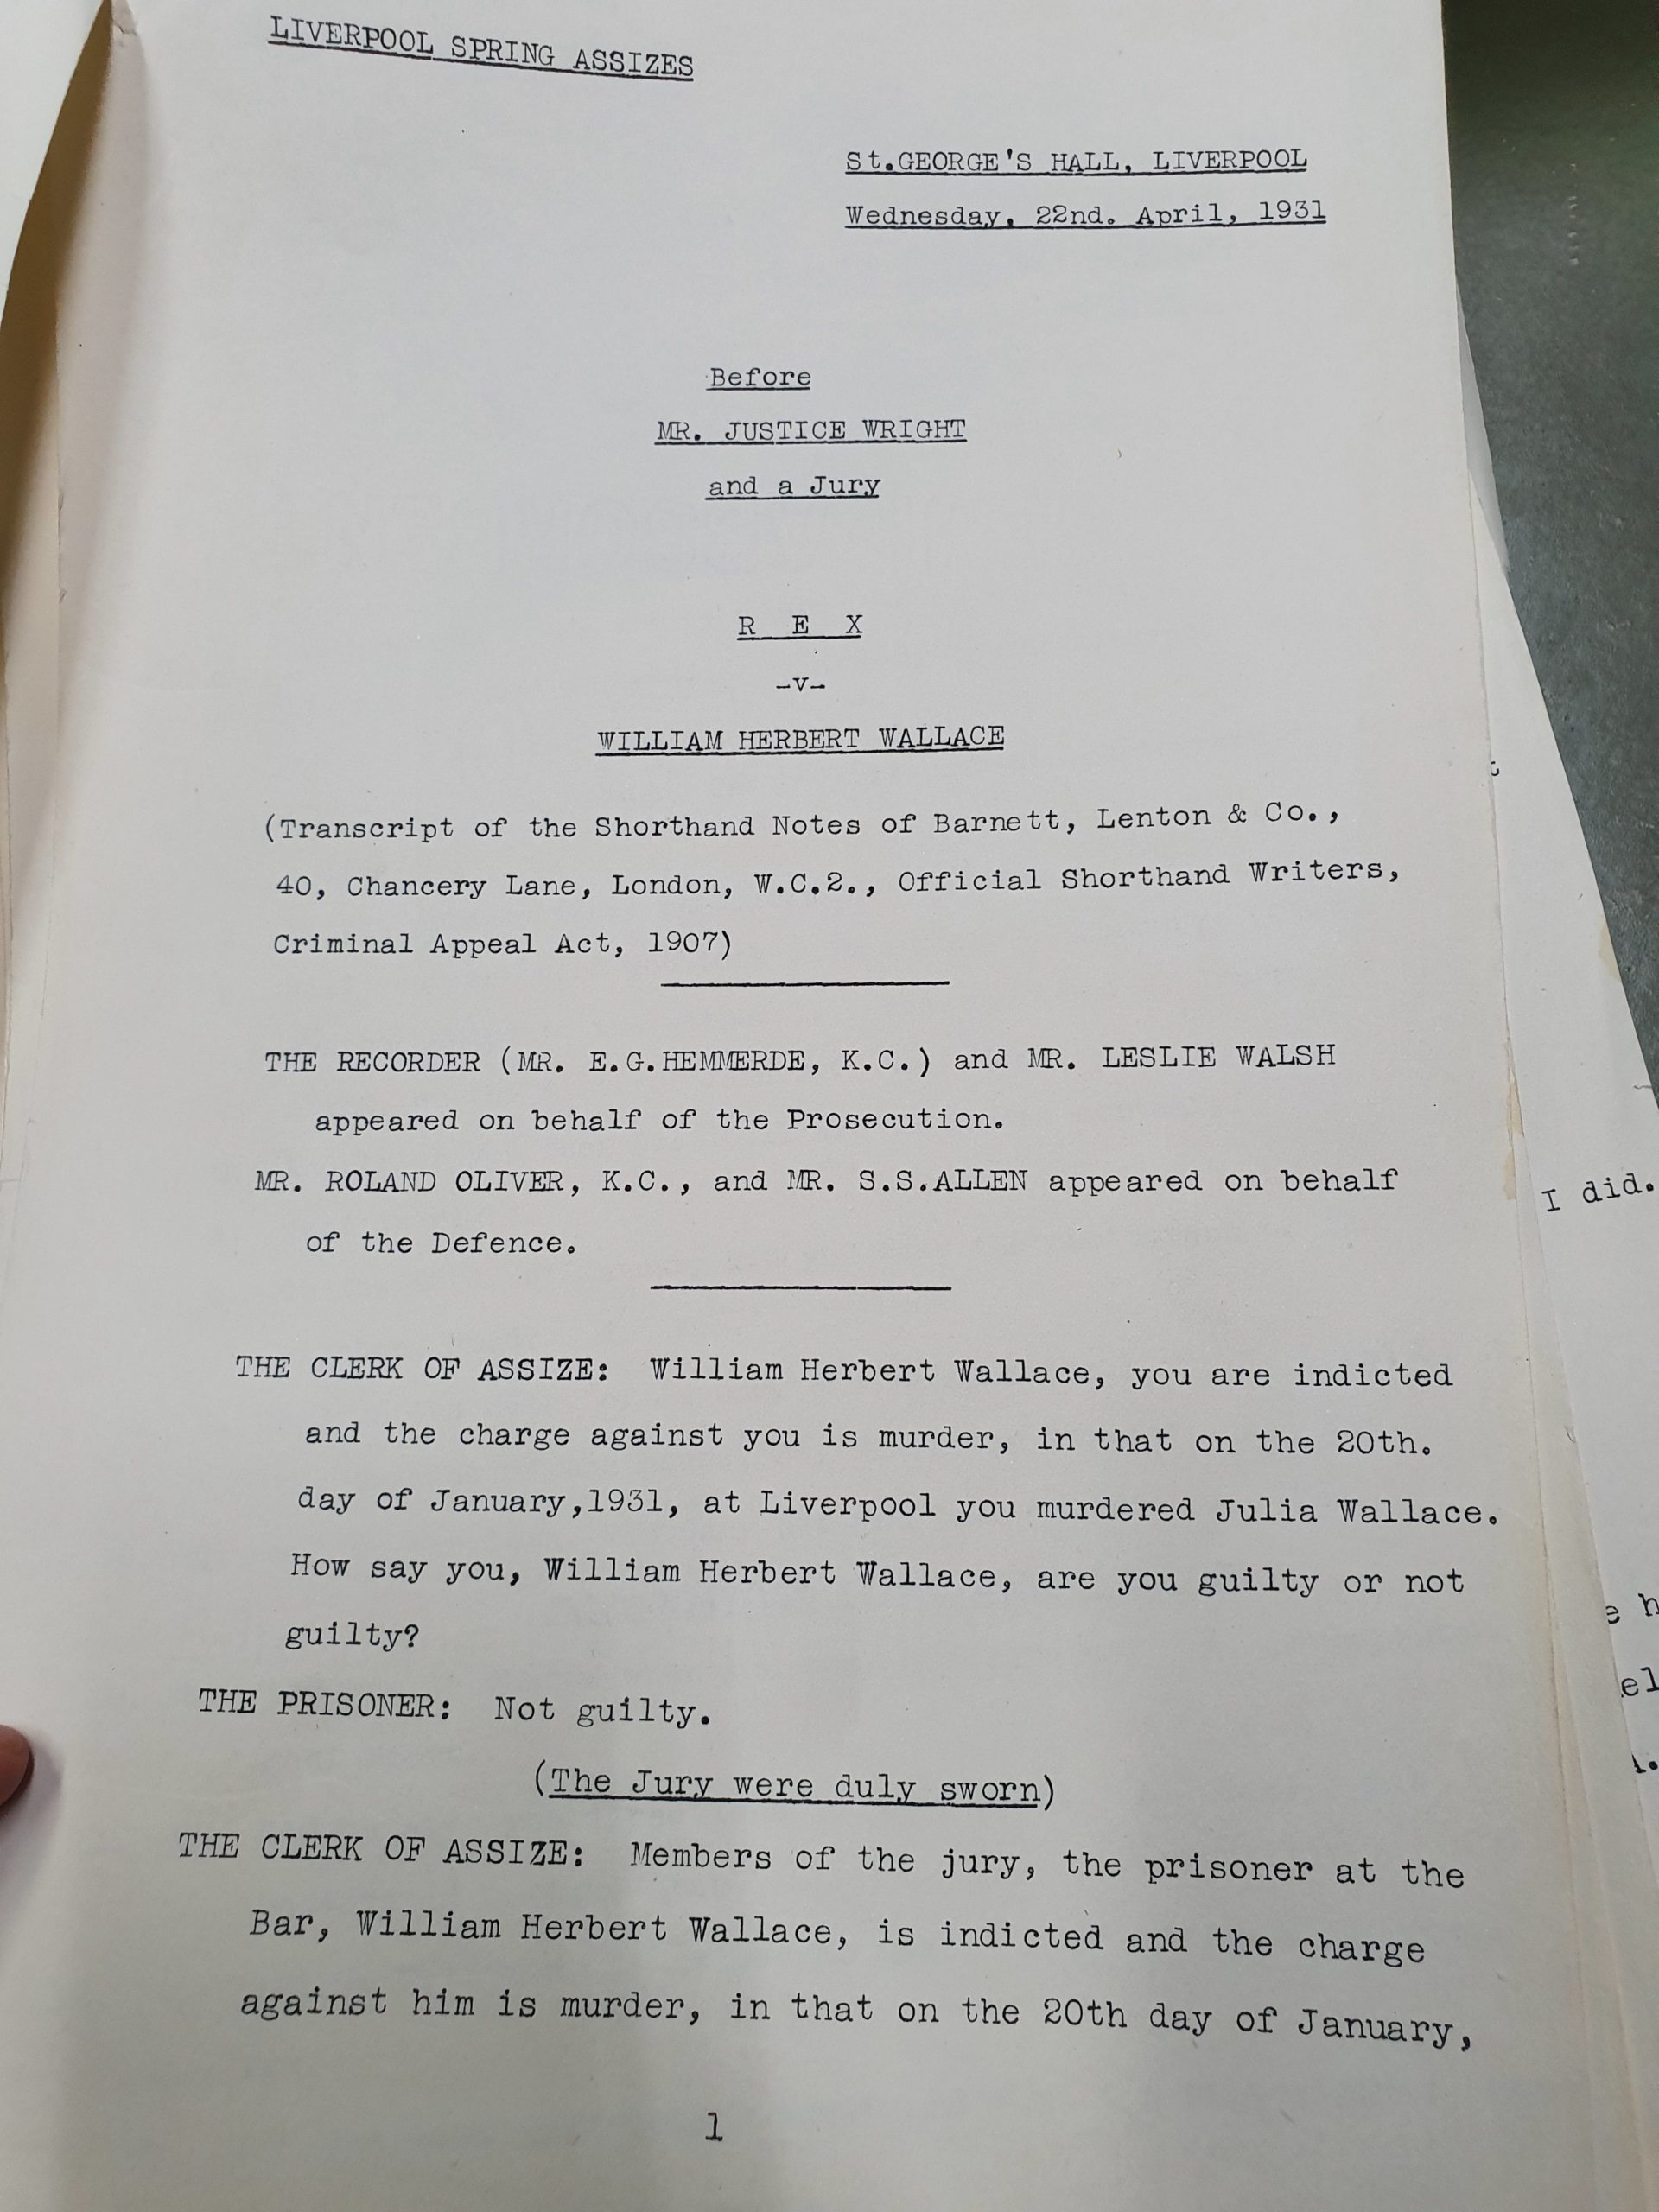 LIVERPOOL SPRING ASSIZES
St.GEORGE'S HALL, LIVERPOOL
Wednesday, 22nd. April, 1931
Before
MR. JUSTICE WRIGHT
and a Jury
R E X
-v-
WILLIAM HERBERT WALLACE
(Transcript of the Shorthand Notes of Barnett, Lenton & Co.,
40, Chancery Lane, London, W.C.2., Official Shorthand Writers,
Criminal Appeal Act, 1907)
THE RECORDER (MR. E.G.HEMMERDE, K.C.) and MR. LESLIE WALSH
appeared on behalf of the Prosecution.
MR. ROLAND OLIVER, K.C., and MR. S.S.ALLEN appeared on behalf
of the Defence.
THE CLERK OF ASSIZE: William Herbert Wallace, you are indicted
and the charge against you is murder, in that on the 20th.
day of January,1931, at Liverpool you murdered Julia Wallace.
How say you, William Herbert Wallace, are you guilty or not
guilty?
THE PRISONER: Not guilty.
(The Jury were duly sworn)
THE CLERK OF ASSIZE: Members of the jury, the prisoner at the
Bar, William Herbert Wallace, is indicted and the charge
against him is murder, in that on the 20th day of January,
1
I did.